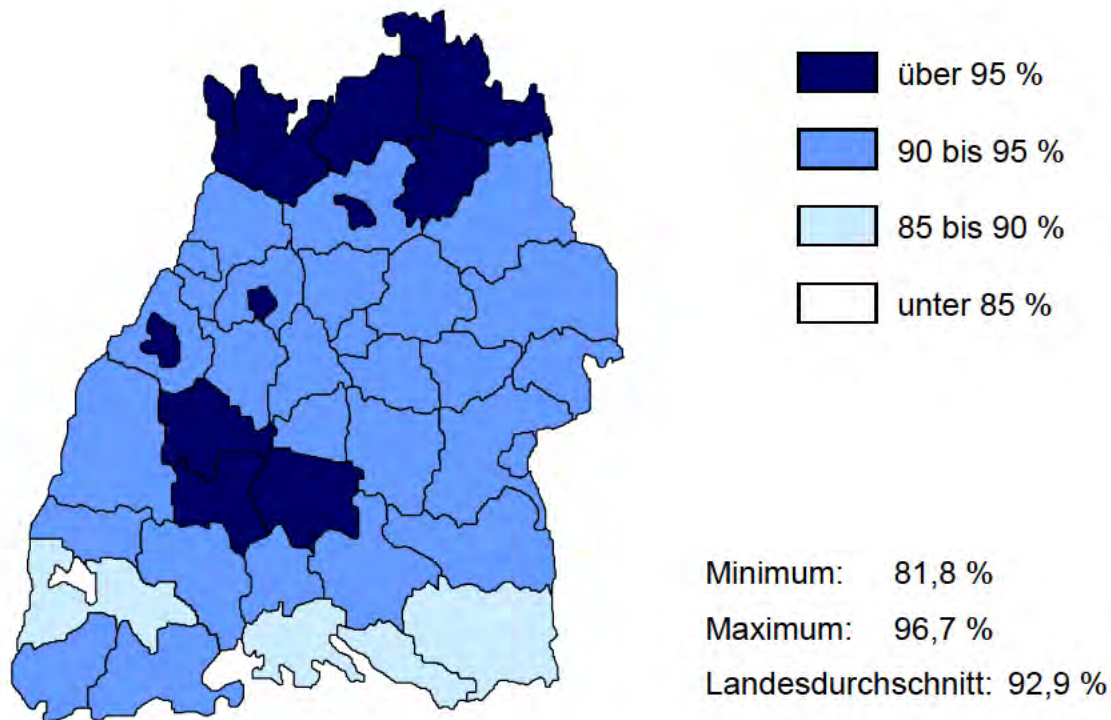 über 95 %
90 bis 95 %
85 bis 90 %
unter 85 %
Minimum: 81,8 %
Maximum: 96,7 %
Landesdurchschnitt: 92,9 %